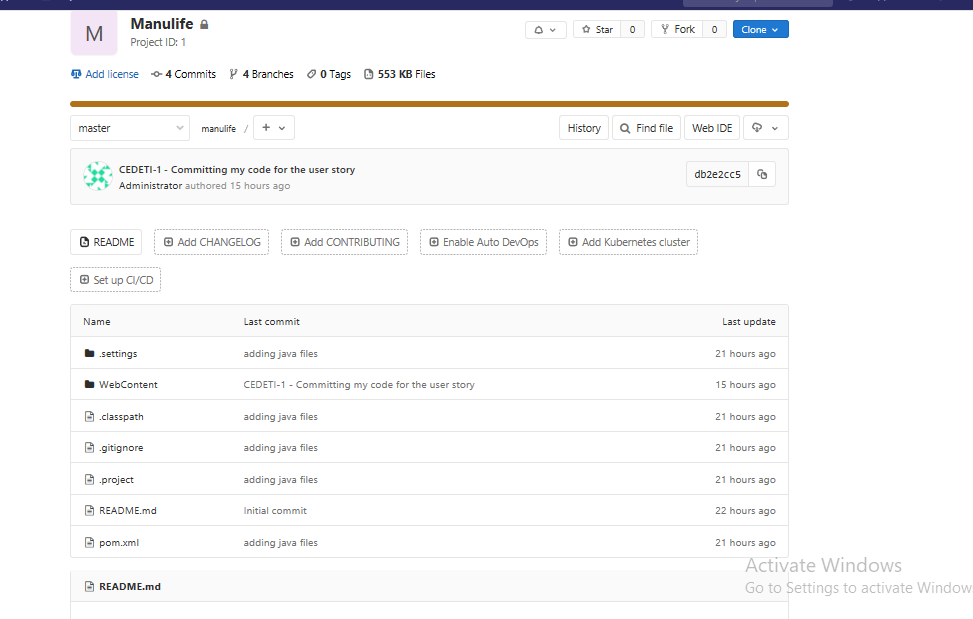 M
Manulife
Project ID: 1
Star 0 Fork 0 Clone
Add license 4 Commits 4 Branches 0 Tags 553 KB Files
master manulife / + History Find file Web IDE
CEDETI-1 - Committing my code for the user story
Administrator authored 15 hours ago
db2e2cc5
README Add CHANGELOG Add CONTRIBUTING Enable Auto DevOps Add Kubernetes cluster
Set up CI/CD
Name Last commit Last update
.settings adding java files 21 hours ago
WebContent CEDETI-1 - Committing my code for the user story 15 hours ago
.classpath adding java files 21 hours ago
.gitignore adding java files 21 hours ago
.project adding java files 21 hours ago
README.md Initial commit 22 hours ago
pom.xml adding java files 21 hours ago
Activate Windows
README.md
Go to Settings to activate Window